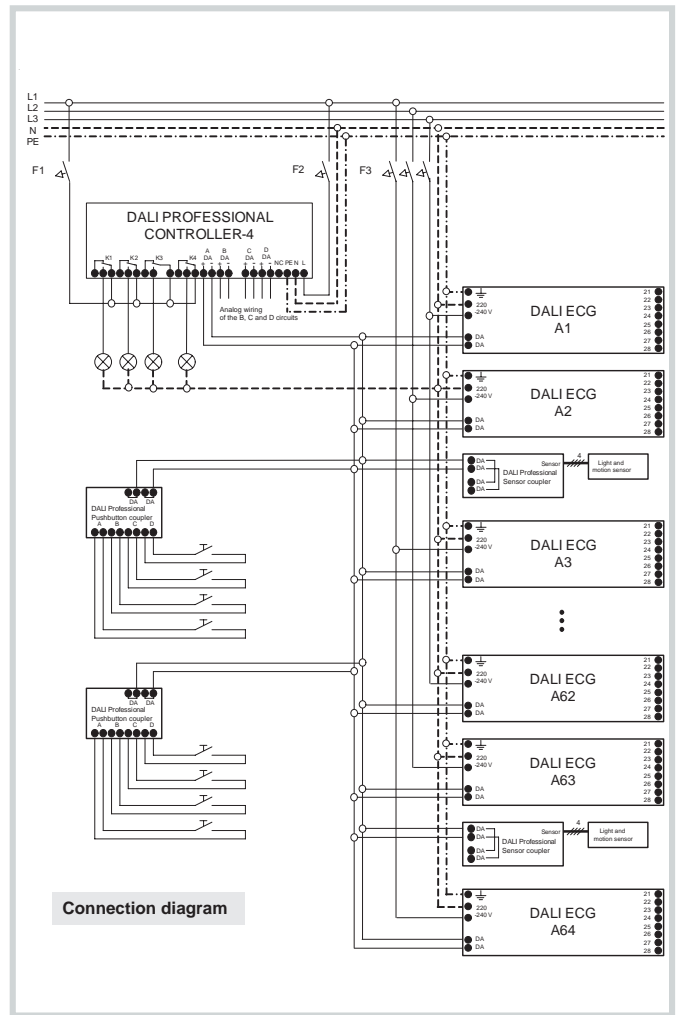 L1
L2
L3
N
PE
F1
F2
F3
DALI PROFESSIONAL
CONTROLLER-4
K1 K2 K3 K4
A B C D
DA DA DA DA NC PE N L
+ - + - + - + -
Analog wiring
of the B, C and D circuits
220
-240 V
DA
DA
DALI ECG
A1
21
22
23
24
25
26
27
28
220
-240 V
DA
DA
DALI ECG
A2
21
22
23
24
25
26
27
28
DA
DA
DA
DA
Sensor
DALI Professional
Sensor coupler
4
Light and
motion sensor
DA DA
DALI Professional
Pushbutton coupler
A B C D
220
-240 V
DA
DA
DALI ECG
A3
21
22
23
24
25
26
27
28
220
-240 V
DA
DA
DALI ECG
A62
21
22
23
24
25
26
27
28
DA DA
DALI Professional
Pushbutton coupler
A B C D
220
-240 V
DA
DA
DALI ECG
A63
21
22
23
24
25
26
27
28
DA
DA
DA
DA
Sensor
DALI Professional
Sensor coupler
4
Light and
motion sensor
220
-240 V
DA
DA
DALI ECG
A64
21
22
23
24
25
26
27
28
Connection diagram